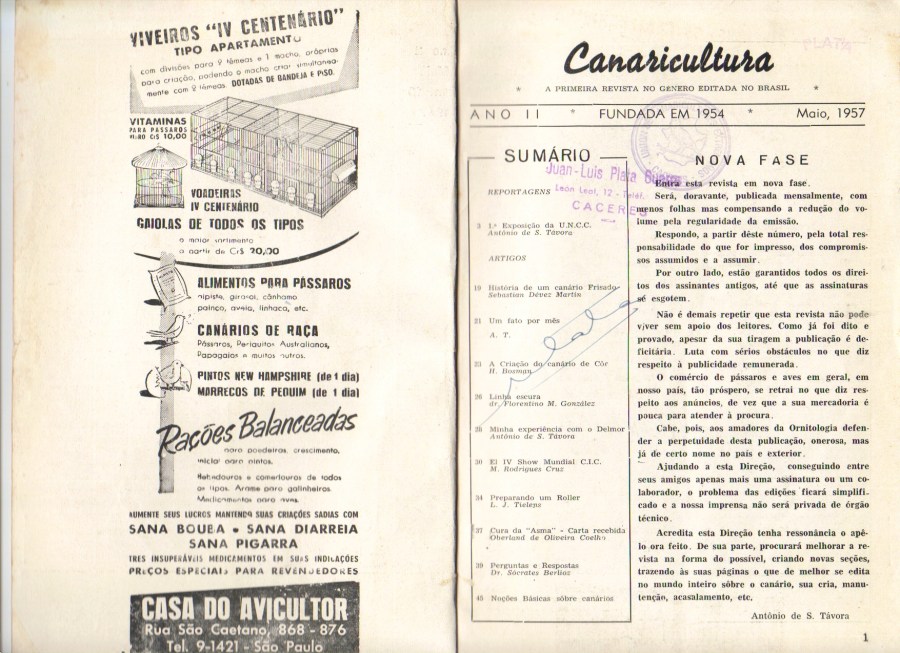 VIVEIROS "IV CENTENÁRIO"
TIPO APARTAMENTO
com divisões para 9 fêmeas e 1 macho, próprias
para criação, podendo o macho criar simultanea-
mente com 9 fêmeas. DOTADAS DE BANDEJA E PISO.
VITAMINAS
PARA PÁSSAROS
Cr$ 10,00
VOADEIRAS
IV CENTENÁRIO
GAIOLAS DE TODOS OS TIPOS
o maior sortimento
a partir de Cr$ 20,00
ALIMENTOS PARA PÁSSAROS
alpiste, girassol, cânhamo
painço, aveia, linhaça, etc.
CANÁRIOS DE RAÇA
Pássaros, Periquitos Australianos,
Papagaios e muitos outros.
PINTOS NEW HAMPSHIRE (de 1 dia)
MARRECOS DE PEQUIM (de 1 dia)
Rações Balanceadas
para poedeiras, crescimento,
inicial para pintos.
Bebedouros e comedouros de todos
os tipos. Arame para galinheiros.
Medicamentos para aves.
AUMENTE SEUS LUCROS MANTENDO SUAS CRIAÇÕES SADIAS COM
SANA BOUBA • SANA DIARREIA
SANA PIGARRA
TRES INSUPERÁVEIS MEDICAMENTOS EM SUAS INDICAÇÕES
PREÇOS ESPECIAIS PARA REVENDEDORES
CASA DO AVICULTOR
Rua São Caetano, 868 - 876
Tel. 9-1421 - São Paulo
PLATA
Canaricultura
* A PRIMEIRA REVISTA NO GENERO EDITADA NO BRASIL *
ANO II * FUNDADA EM 1954 * Maio, 1957
SUMÁRIO
Juan-Luis Plata
León Leal, 12 - Teléf.
CACERES
REPORTAGENS
3 1.ª Exposição da U.N.C.C.
Antônio de S. Távora
ARTIGOS
19 História de um canário Frisado
Sebastian Dévez Martin
21 Um fato por mês
A. T.
23 A Criação do canário de Côr
H. Bosman
26 Linha escura
dr. Florentino M. González
28 Minha experiência com o Delmor
Antônio de S. Távora
30 El IV Show Mundial C.I.C.
M. Rodrigues Cruz
34 Preparando um Roller
L. J. Tielens
37 Cura da "Asma" - Carta recebida
Oberland de Oliveira Coelho
39 Perguntas e Respostas
Dr. Sócrates Berlioz
45 Noções Básicas sôbre canários
NOVA FASE
Entra esta revista em nova fase.
Será, doravante, publicada mensalmente, com
menos folhas mas compensando a redução do vo-
lume pela regularidade da emissão.
Respondo, a partir dêste número, pela total res-
ponsabilidade do que for impresso, dos compromis-
sos assumidos e a assumir.
Por outro lado, estão garantidos todos os direi-
tos dos assinantes antigos, até que as assinaturas
se esgotem.
Não é demais repetir que esta revista não pode
viver sem apoio dos leitores. Como já foi dito e
provado, apesar da sua tiragem a publicação é de-
ficitária. Luta com sérios obstáculos no que diz
respeito à publicidade remunerada.
O comércio de pássaros e aves em geral, em
nosso país, tão próspero, se retrai no que diz res-
peito aos anúncios, de vez que a sua mercadoria é
pouca para atender à procura.
Cabe, pois, aos amadores da Ornitologia defen-
der a perpetuidade desta publicação, onerosa, mas
já de certo nome no país e exterior.
Ajudando a esta Direção, conseguindo entre
seus amigos apenas mais uma assinatura ou um co-
laborador, o problema das edições ficará simplifi-
cado e a nossa imprensa não será privada de órgão
técnico.
Acredita esta Direção tenha ressonância o apê-
lo ora feito. De sua parte, procurará melhorar a re-
vista na forma do possível, criando novas seções,
trazendo às suas páginas o que de melhor se edita
no mundo inteiro sôbre o canário, sua cria, manu-
tenção, acasalamento, etc.
Antônio de S. Távora
1